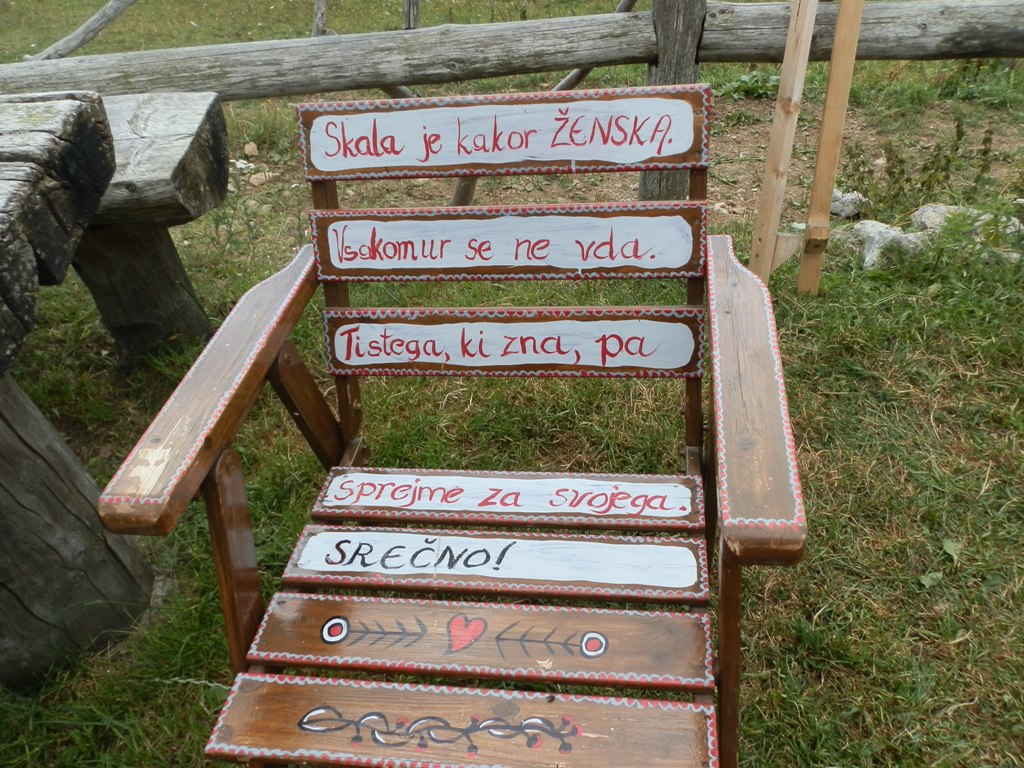 Skala je kakor ŽENSKA.
Vsakomur se ne vda.
Tistega, ki zna, pa
sprejme za svojega.
SREČNO!